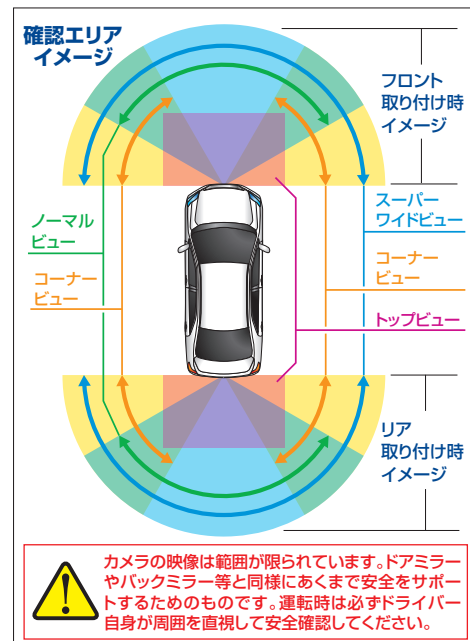 確認エリア
イメージ
フロント
取り付け時
イメージ
ノーマル
ビュー
コーナー
ビュー
スーパー
ワイドビュー
コーナー
ビュー
トップビュー
リア
取り付け時
イメージ
カメラの映像は範囲が限られています。ドアミラー
やバックミラー等と同様にあくまで安全をサポー
トするためのものです。運転時は必ずドライバー
自身が周囲を直視して安全確認してください。